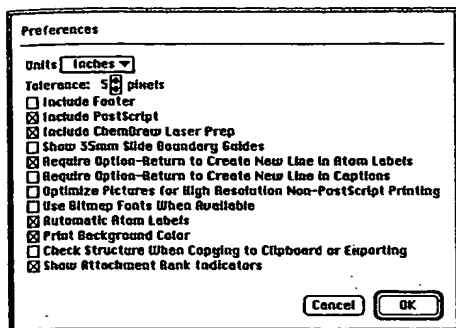 Preferences
Units: Inches
Tolerance: 5 pixels
Include Footer
Include PostScript
Include ChemDraw Laser Prep
Show 35mm Slide Boundary Guides
Require Option-Return to Create New Line in Atom Labels
Require Option-Return to Create New Line in Captions
Optimize Pictures for High Resolution Non-PostScript Printing
Use Bitmap Fonts When Available
Automatic Atom Labels
Print Background Color
Check Structure When Copying to Clipboard or Exporting
Show Attachment Rank Indicators
Cancel OK